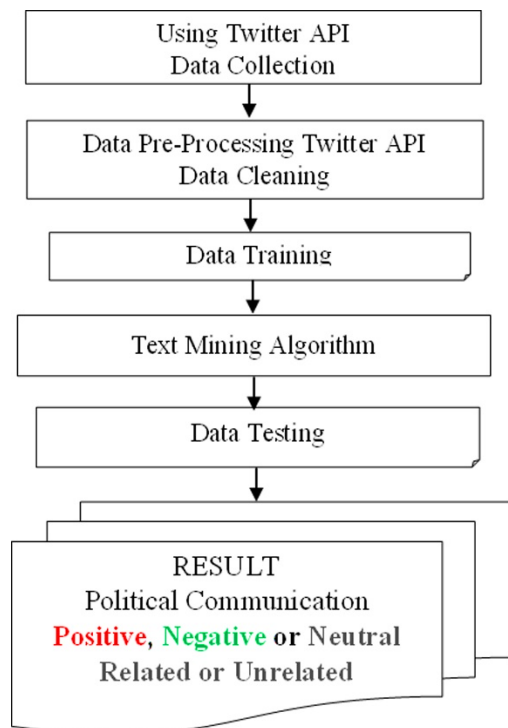 Using Twitter API
Data Collection
Data Pre-Processing Twitter API
Data Cleaning
Data Training
Text Mining Algorithm
Data Testing
RESULT
Political Communication
Positive, Negative or Neutral
Related or Unrelated